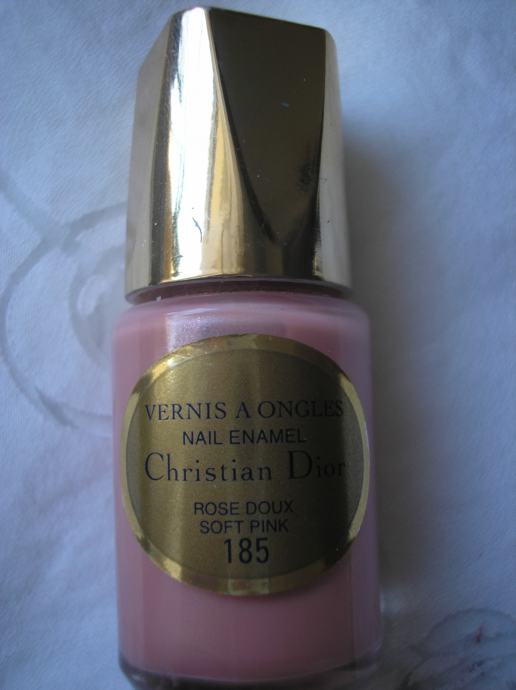 VERNIS A ONGLES
NAIL ENAMEL
Christian Dior
ROSE DOUX
SOFT PINK
185